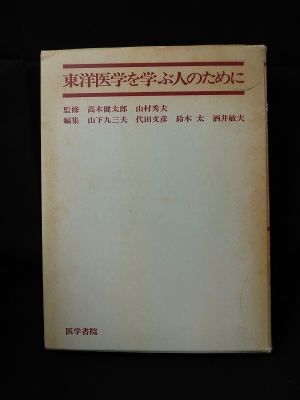 東洋医学を学ぶ人のために
監修 高木健太郎 山村秀夫
編集 山下九三夫 代田文彦 鈴木 太 酒井敏夫
医学書院